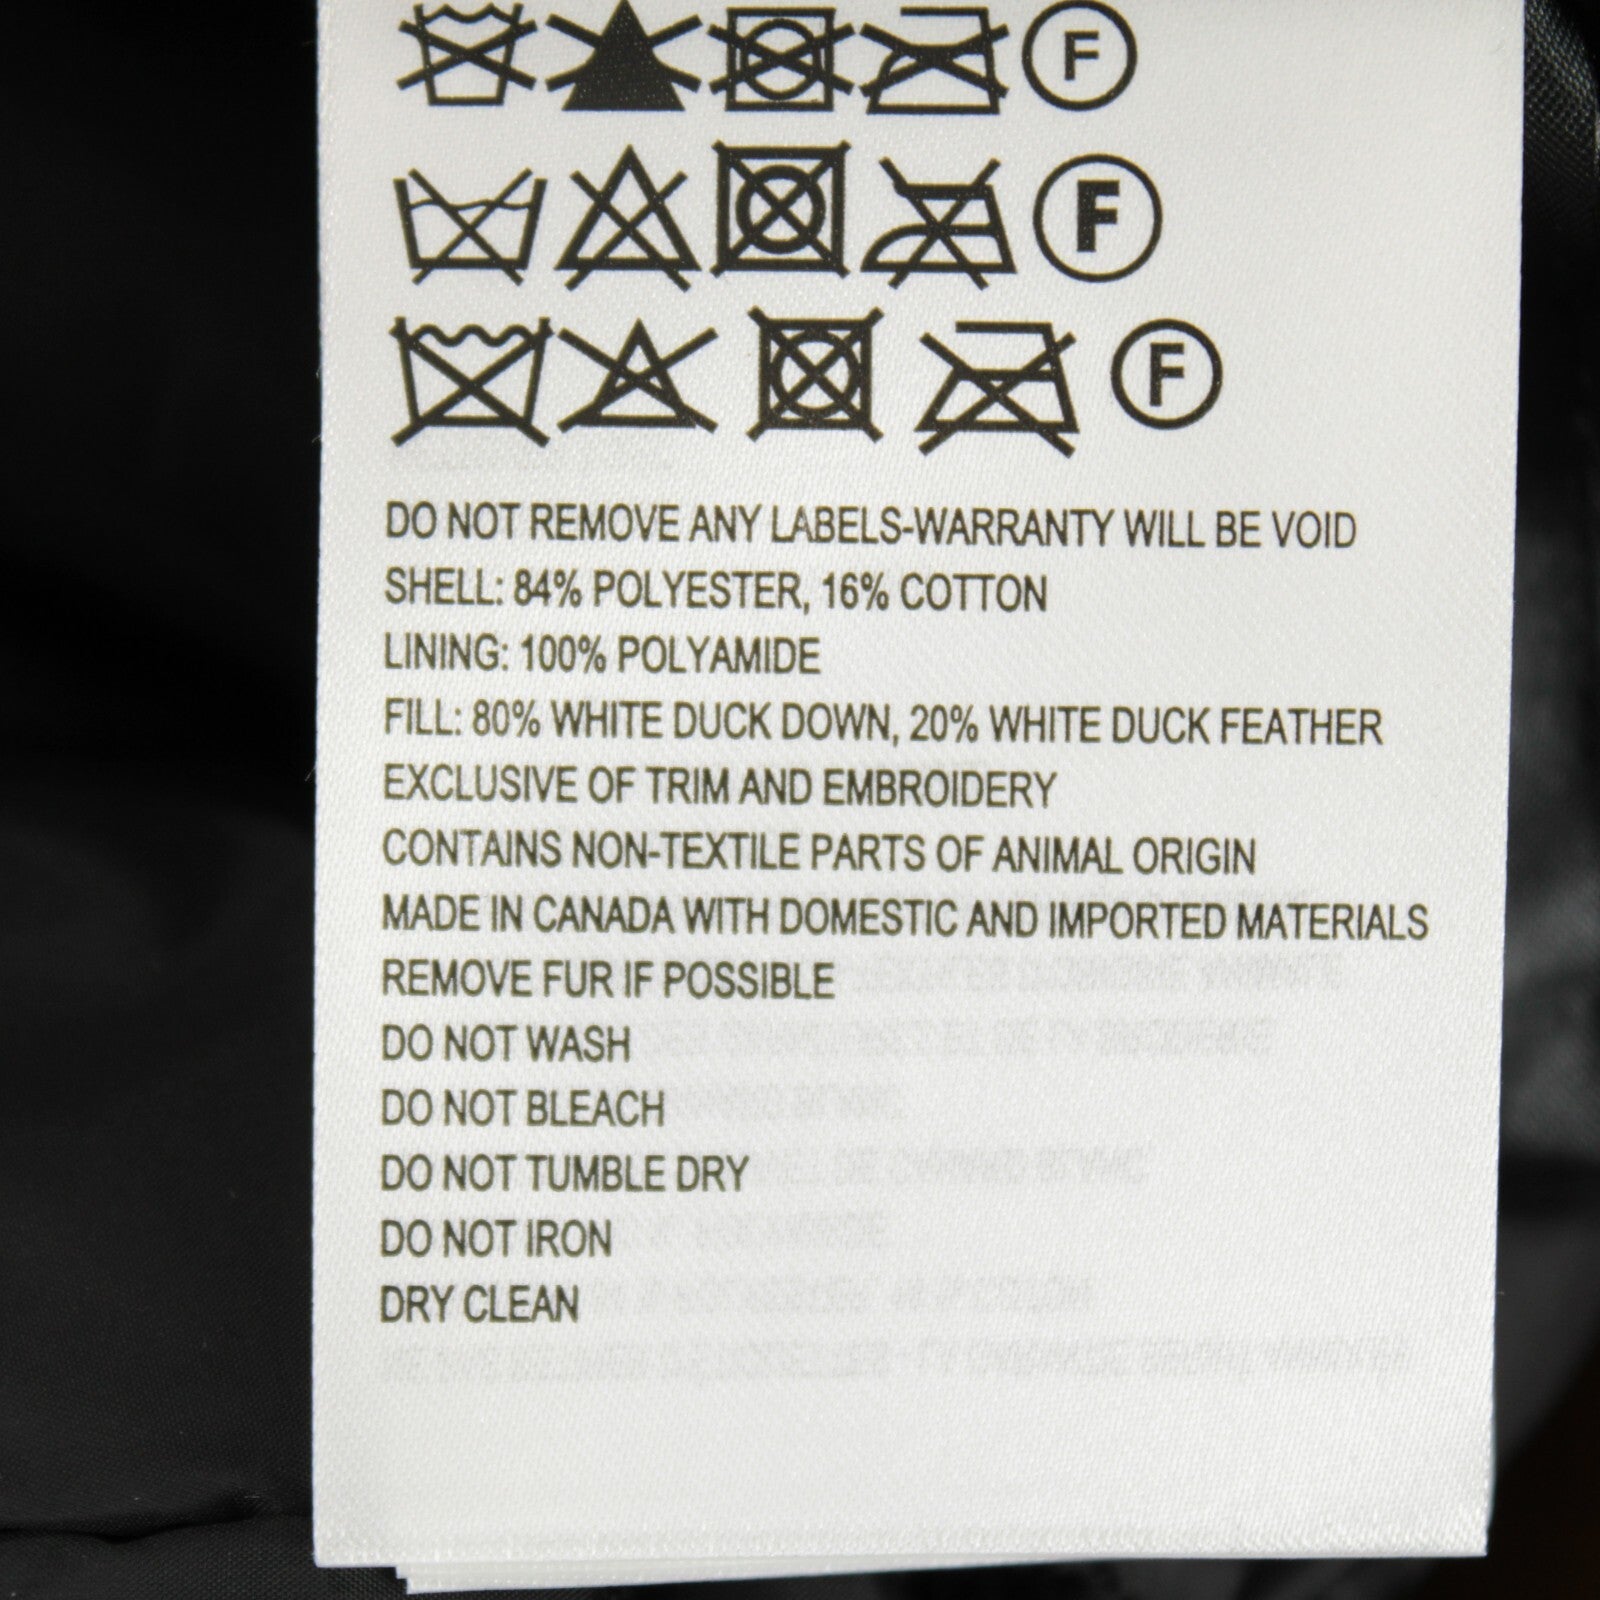 F
F
F
DO NOT REMOVE ANY LABELS-WARRANTY WILL BE VOID
SHELL: 84% POLYESTER, 16% COTTON
LINING: 100% POLYAMIDE
FILL: 80% WHITE DUCK DOWN, 20% WHITE DUCK FEATHER
EXCLUSIVE OF TRIM AND EMBROIDERY
CONTAINS NON-TEXTILE PARTS OF ANIMAL ORIGIN
MADE IN CANADA WITH DOMESTIC AND IMPORTED MATERIALS
REMOVE FUR IF POSSIBLE
DO NOT WASH
DO NOT BLEACH
DO NOT TUMBLE DRY
DO NOT IRON
DRY CLEAN